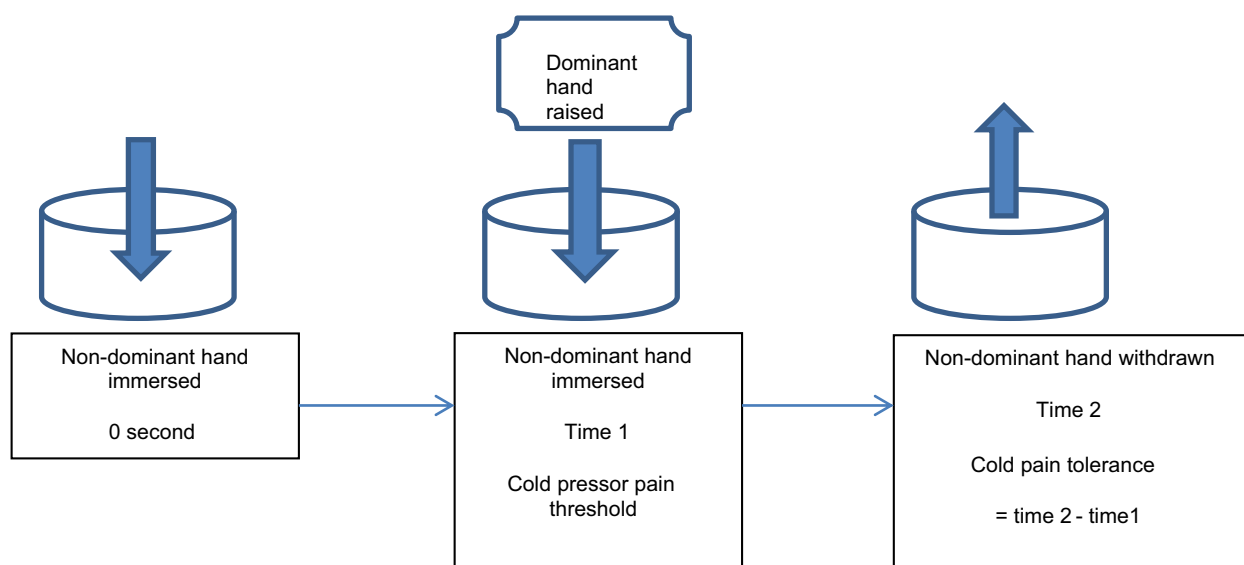 Dominant
hand
raised
Non-dominant hand
immersed
0 second
Non-dominant hand
immersed
Time 1
Cold pressor pain
threshold
Non-dominant hand withdrawn
Time 2
Cold pain tolerance
= time 2 - time1